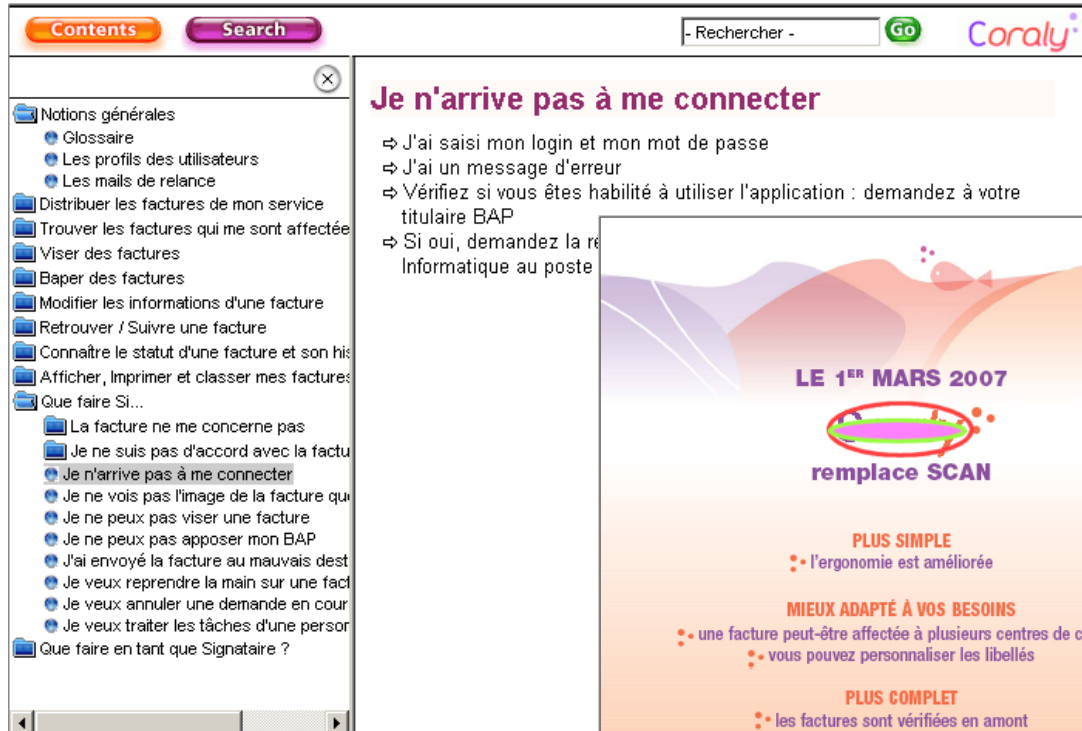 Contents
Search
- Rechercher -
Go
Coraly
Notions générales
Glossaire
Les profils des utilisateurs
Les mails de relance
Distribuer les factures de mon service
Trouver les factures qui me sont affectée
Viser des factures
Baper des factures
Modifier les informations d'une facture
Retrouver / Suivre une facture
Connaître le statut d'une facture et son his
Afficher, Imprimer et classer mes factures
Que faire Si...
La facture ne me concerne pas
Je ne suis pas d'accord avec la factu
Je n'arrive pas à me connecter
Je ne vois pas l'image de la facture que
Je ne peux pas viser une facture
Je ne peux pas apposer mon BAP
J'ai envoyé la facture au mauvais dest
Je veux reprendre la main sur une fact
Je veux annuler une demande en cour
Je veux traiter les tâches d'une person
Que faire en tant que Signataire ?
Je n'arrive pas à me connecter
J'ai saisi mon login et mon mot de passe
J'ai un message d'erreur
Vérifiez si vous êtes habilité à utiliser l'application : demandez à votre
titulaire BAP
Si oui, demandez la ré
Informatique au poste
LE 1ER MARS 2007
remplace SCAN
PLUS SIMPLE
l'ergonomie est améliorée
MIEUX ADAPTÉ À VOS BESOINS
une facture peut-être affectée à plusieurs centres de c
vous pouvez personnaliser les libellés
PLUS COMPLET
les factures sont vérifiées en amont